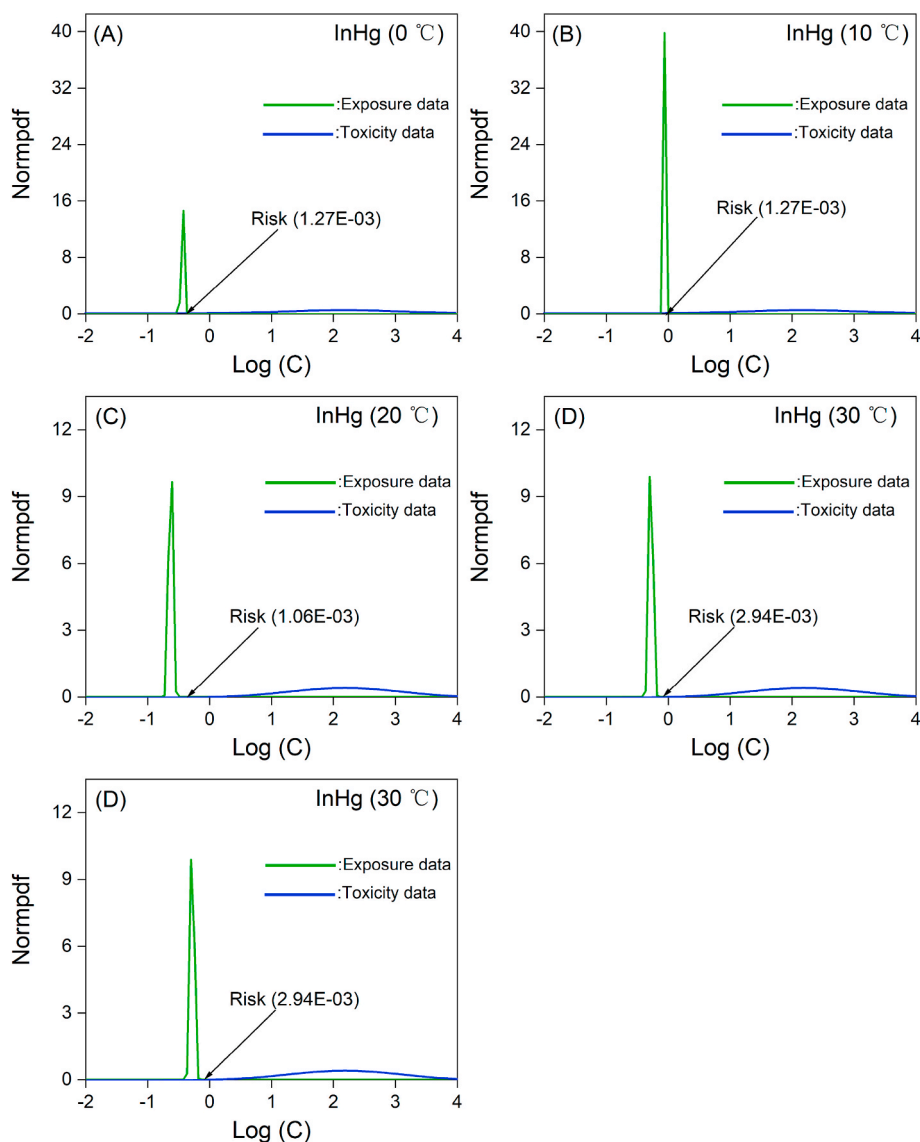 (A) InHg (0 ℃)
40
32
24
16
8
0
Normpdf
:Exposure data
:Toxicity data
Risk (1.27E-03)
-2 -1 0 1 2 3 4
Log (C)
(B) InHg (10 ℃)
40
32
24
16
8
0
Normpdf
:Exposure data
:Toxicity data
Risk (1.27E-03)
-2 -1 0 1 2 3 4
Log (C)
(C) InHg (20 ℃)
12
9
6
3
0
Normpdf
:Exposure data
:Toxicity data
Risk (1.06E-03)
-2 -1 0 1 2 3 4
Log (C)
(D) InHg (30 ℃)
12
9
6
3
0
Normpdf
:Exposure data
:Toxicity data
Risk (2.94E-03)
-2 -1 0 1 2 3 4
Log (C)
(D) InHg (30 ℃)
12
9
6
3
0
Normpdf
:Exposure data
:Toxicity data
Risk (2.94E-03)
-2 -1 0 1 2 3 4
Log (C)